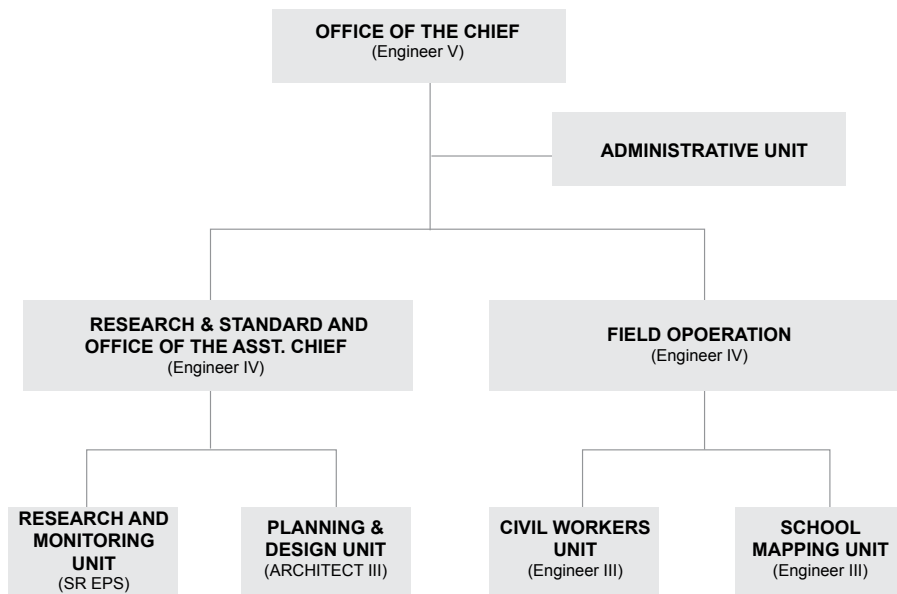 OFFICE OF THE CHIEF
(Engineer V)
ADMINISTRATIVE UNIT
RESEARCH & STANDARD AND
OFFICE OF THE ASST. CHIEF
(Engineer IV)
FIELD OPOERATION
(Engineer IV)
RESEARCH AND
MONITORING
UNIT
(SR EPS)
PLANNING &
DESIGN UNIT
(ARCHITECT III)
CIVIL WORKERS
UNIT
(Engineer III)
SCHOOL
MAPPING UNIT
(Engineer III)